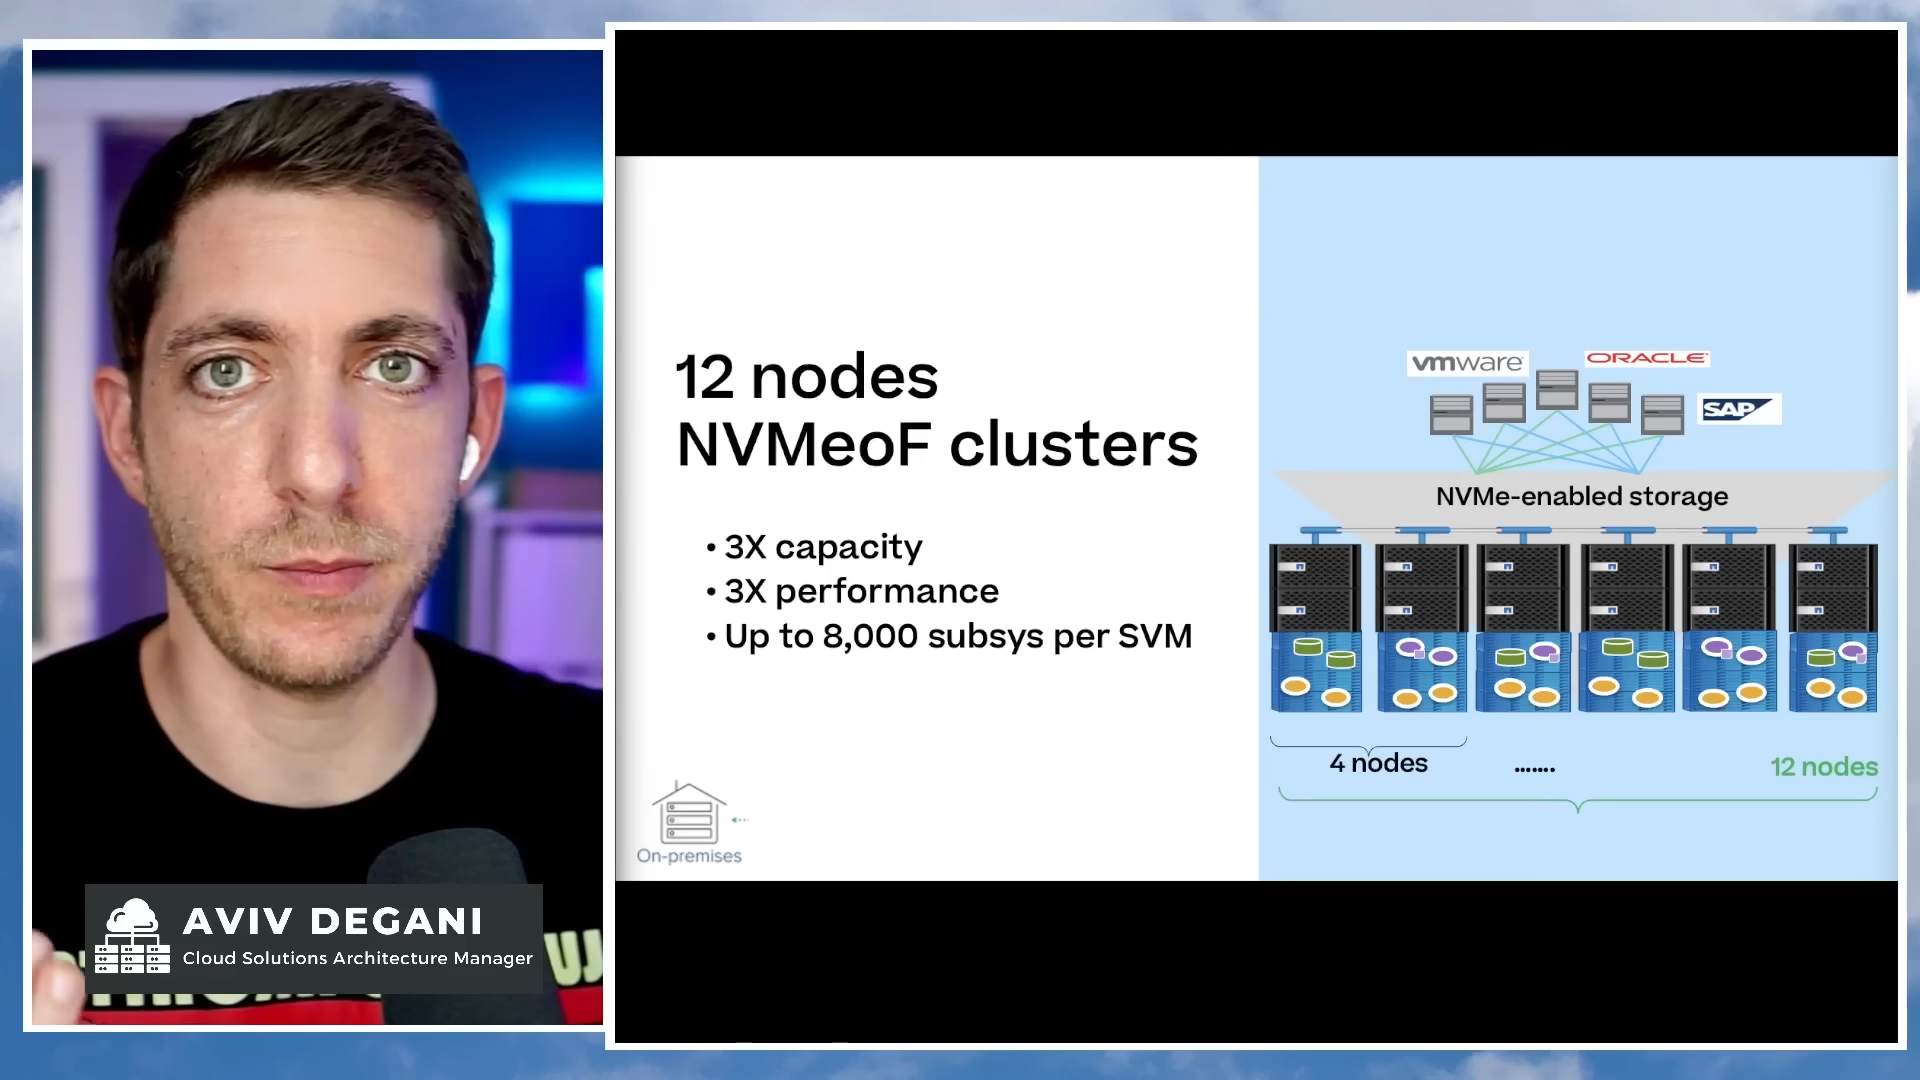 AVIV DEGANI
Cloud Solutions Architecture Manager
UJ
12 nodes
NVMeoF clusters
• 3X capacity
• 3X performance
• Up to 8,000 subsys per SVM
On-premises
vmware
ORACLE
SAP
NVMe-enabled storage
4 nodes
.......
12 nodes